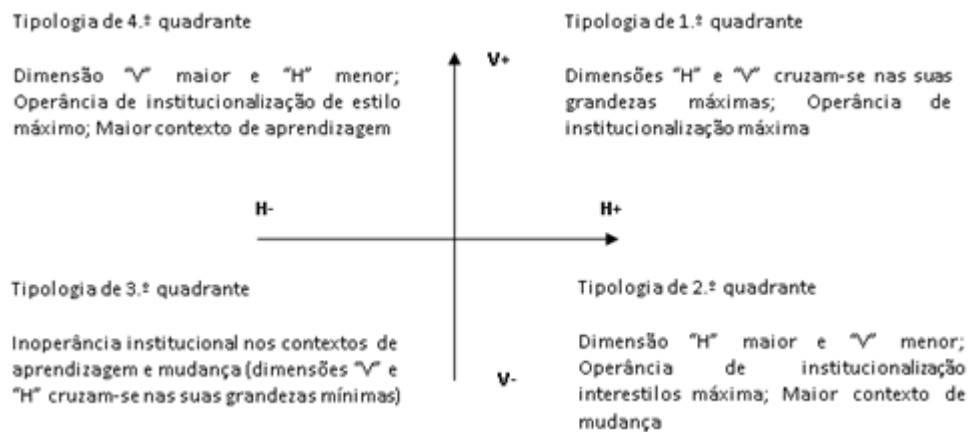 Tipologia de 4.º quadrante
Dimensão "V" maior e "H" menor;
Operância de institucionalização de estilo
máximo; Maior contexto de aprendizagem
V+
Tipologia de 1.º quadrante
Dimensões "H" e "V" cruzam-se nas suas
grandezas máximas; Operância de
institucionalização máxima
H-
H+
Tipologia de 3.º quadrante
Inoperância institucional nos contextos de
aprendizagem e mudança (dimensões "V" e
"H" cruzam-se nas suas grandezas mínimas)
V-
Tipologia de 2.º quadrante
Dimensão "H" maior e "V" menor;
Operância de institucionalização
interestilos máxima; Maior contexto de
mudança